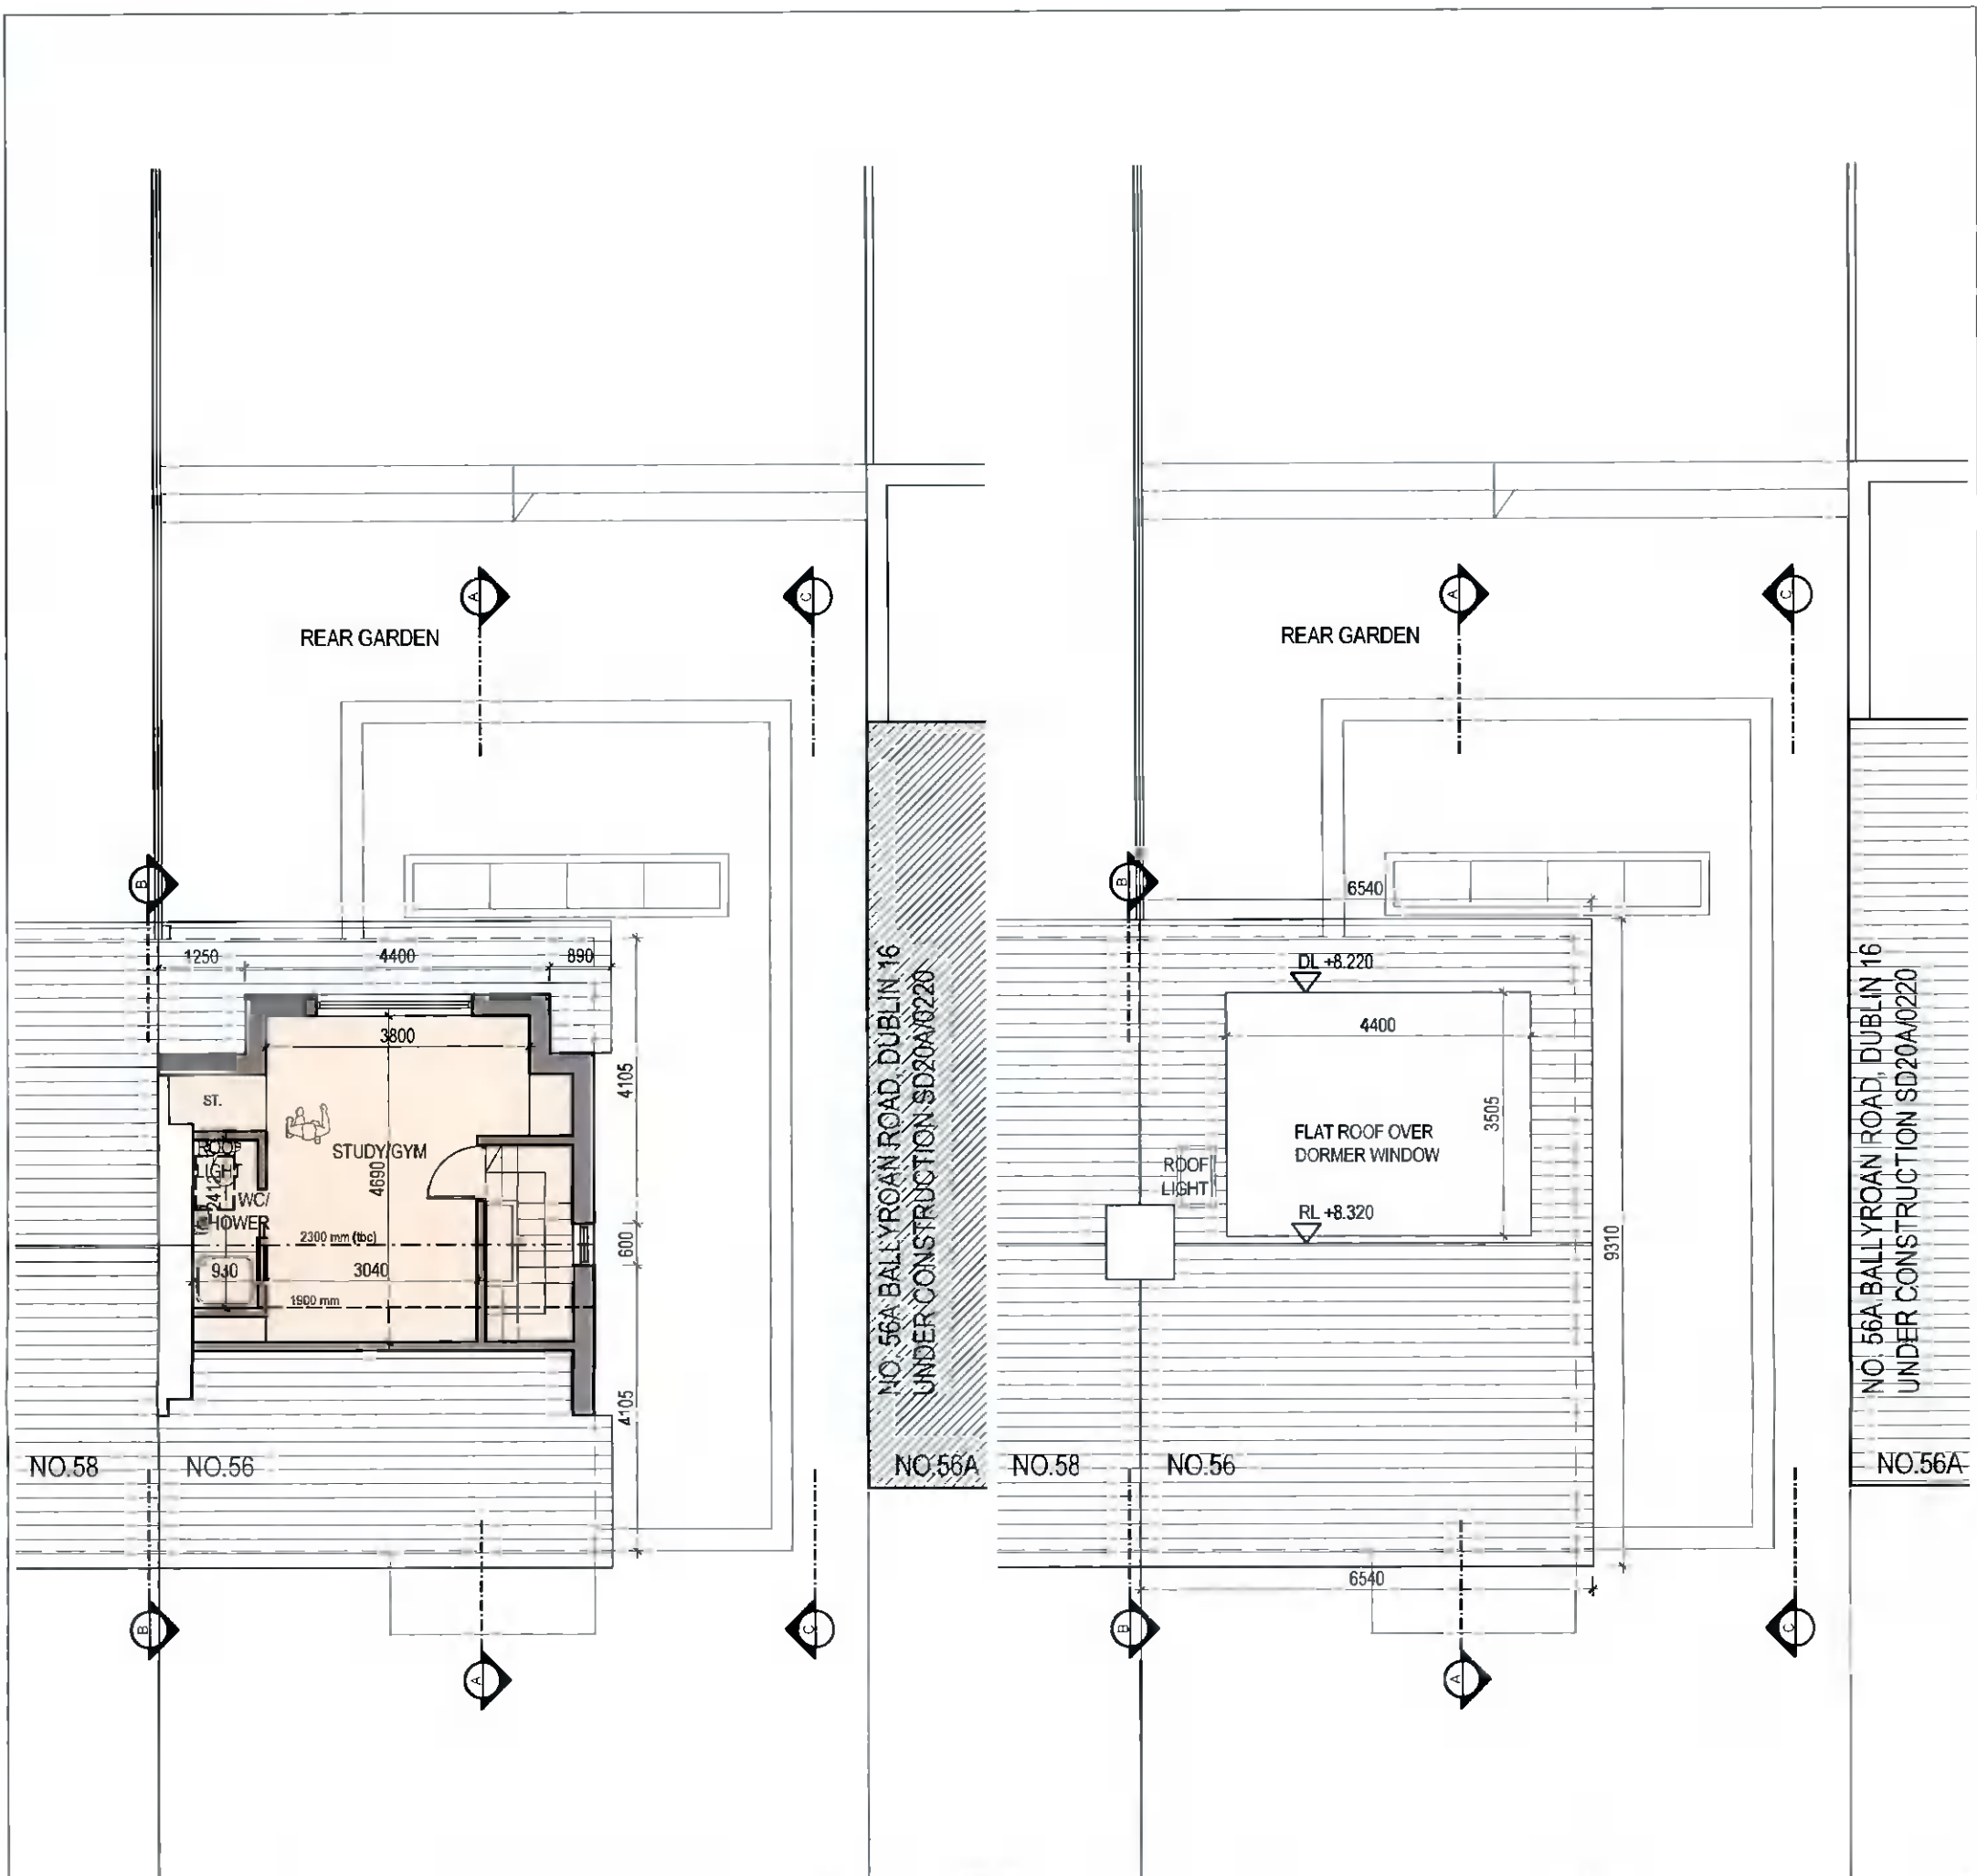 A
C
REAR GARDEN
B
1250
4400
890
3800
4105
ST.
STUDY/GYM
4690
ROOF
LIGHT
2412
WC/
SHOWER
2300 mm (tbc)
600
930
3040
1900 mm
4105
NO. 56A BALLYROAN ROAD, DUBLIN 16
UNDER CONSTRUCTION SD20A/0220
NO.58
NO.56
NO.56A
B
A
C
A
C
REAR GARDEN
B
6540
DL +8.220
4400
3505
FLAT ROOF OVER
DORMER WINDOW
ROOF
LIGHT
RL +8.320
9310
NO. 56A BALLYROAN ROAD, DUBLIN 16
UNDER CONSTRUCTION SD20A/0220
NO.58
NO.56
NO.56A
6540
B
A
C